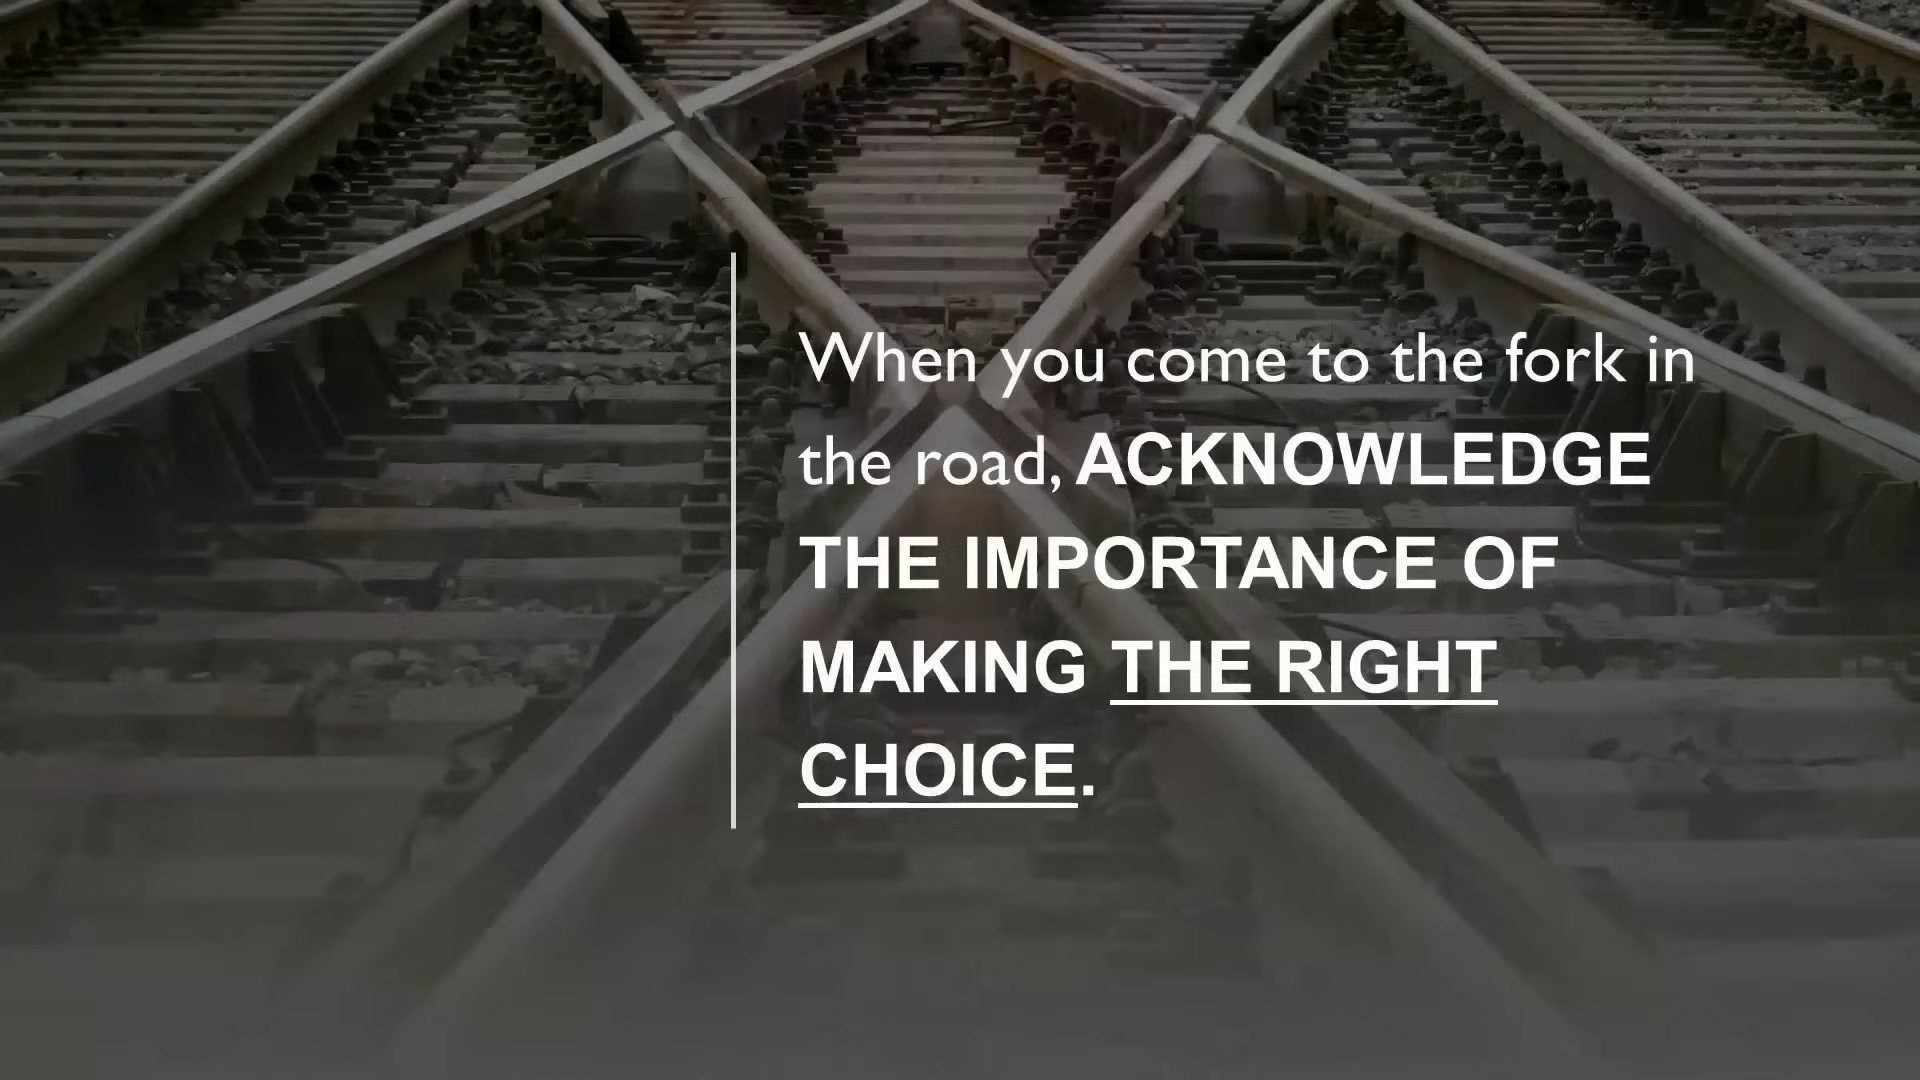 When you come to the fork in
the road, ACKNOWLEDGE
THE IMPORTANCE OF
MAKING THE RIGHT
CHOICE.